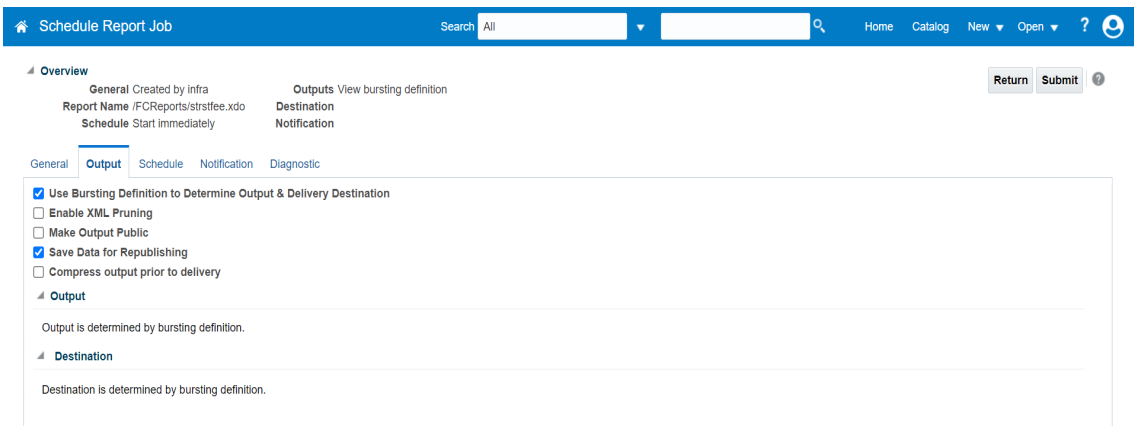 Schedule Report Job Search All Home Catalog New Open ?
Overview
Return Submit ?
General Created by infra Outputs View bursting definition
Report Name /FCReports/strstfee.xdo Destination
Schedule Start immediately Notification
General Output Schedule Notification Diagnostic
Use Bursting Definition to Determine Output & Delivery Destination
Enable XML Pruning
Make Output Public
Save Data for Republishing
Compress output prior to delivery
Output
Output is determined by bursting definition.
Destination
Destination is determined by bursting definition.